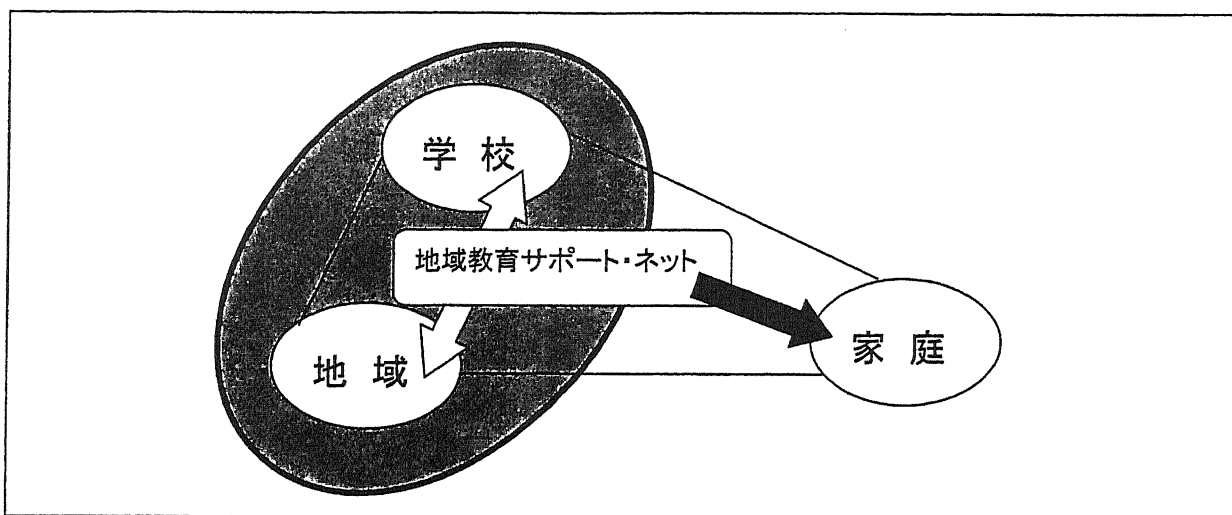 学校
地域教育サポート・ネット
地域
家庭